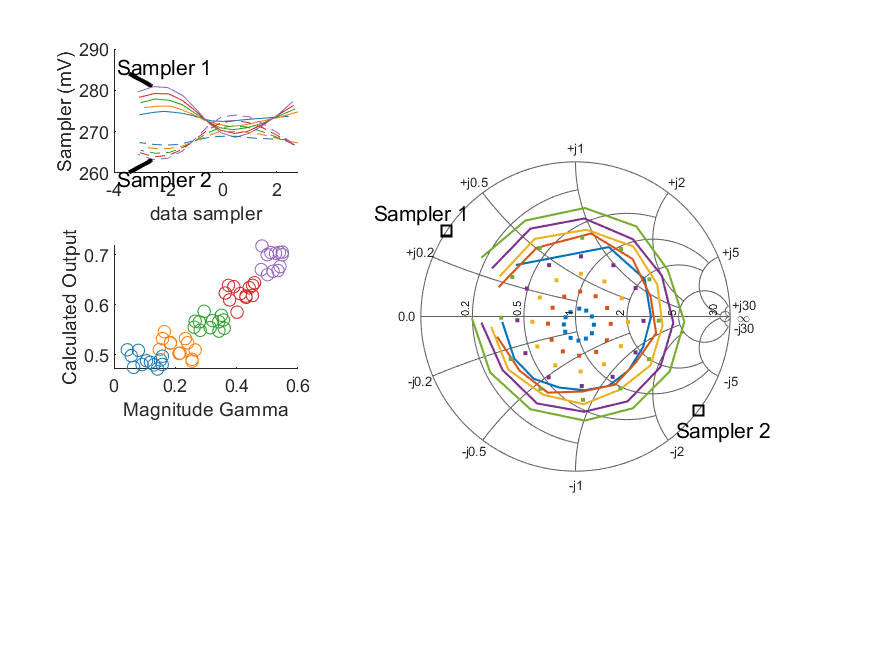 290
280
270
260
Sampler (mV)
Sampler 1
Sampler 2
-4
-2
0
2
data sampler
0.7
0.6
0.5
Calculated Output
0
0.2
0.4
0.6
Magnitude Gamma
+j1
+j0.5
+j2
Sampler 1
+j0.2
+j5
0.0
0.2
0.5
1
2
5
30
+j30
∞
-j30
-j0.2
-j5
Sampler 2
-j0.5
-j2
-j1